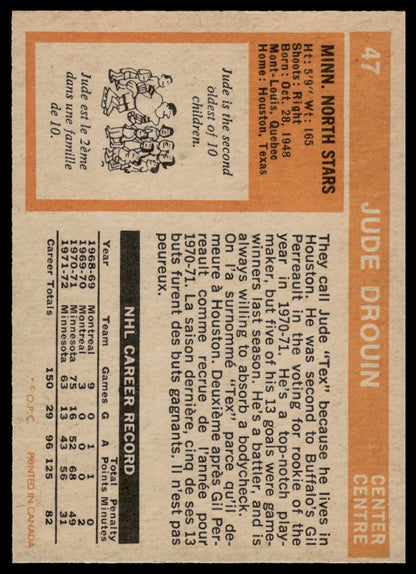 47
JUDE DROUIN
CENTER
CENTRE
MINN. NORTH STARS
Ht: 5'9" Wt: 165
Shoots: Right
Born: Oct. 28, 1948
Mont-Louis, Quebec
Home: Houston, Texas
Jude is the second
oldest of 10
children.
Jude est le 2ème
dans une famille
de 10.
They call Jude "Tex" because he lives in
Houston. He was second to Buffalo's Gil
Perreault in the voting for rookie of the
year in 1970-71. He's a top-notch play-
maker, but five of his 13 goals were game-
winners last season. He's a battler, and is
always willing to absorb a bodycheck.
On l'a surnommé "Tex" parce qu'il de-
meure à Houston. Deuxième après Gil Per-
reault comme recrue de l'année pour
1970-71. La saison dernière, cinq de ses 13
buts furent des buts gagnants. Il n'est pas
peureux.
NHL CAREER RECORD
Total Penalty
Year Team Games G A Points Minutes
1968-69 Montreal 9 0 1 1 0
1969-70 Montreal 3 0 0 0 2
1970-71 Minnesota 75 16 52 68 49
1971-72 Minnesota 63 13 43 56 31
Career Totals 150 29 96 125 82
* © O.P.C. PRINTED IN CANADA